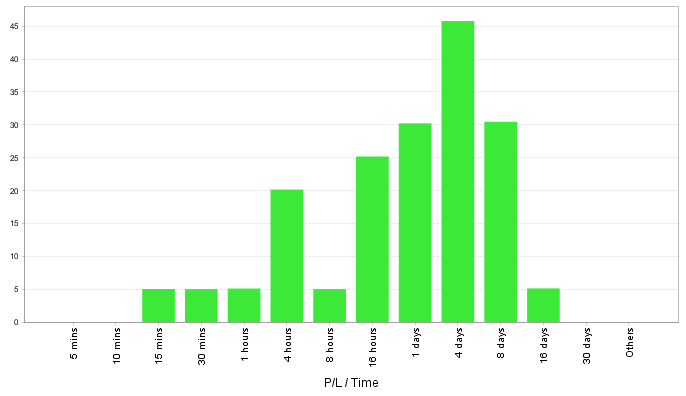 45
40
35
30
25
20
15
10
5
0
5 mins
10 mins
15 mins
30 mins
1 hours
4 hours
8 hours
16 hours
1 days
4 days
8 days
16 days
30 days
Others
P/L / Time